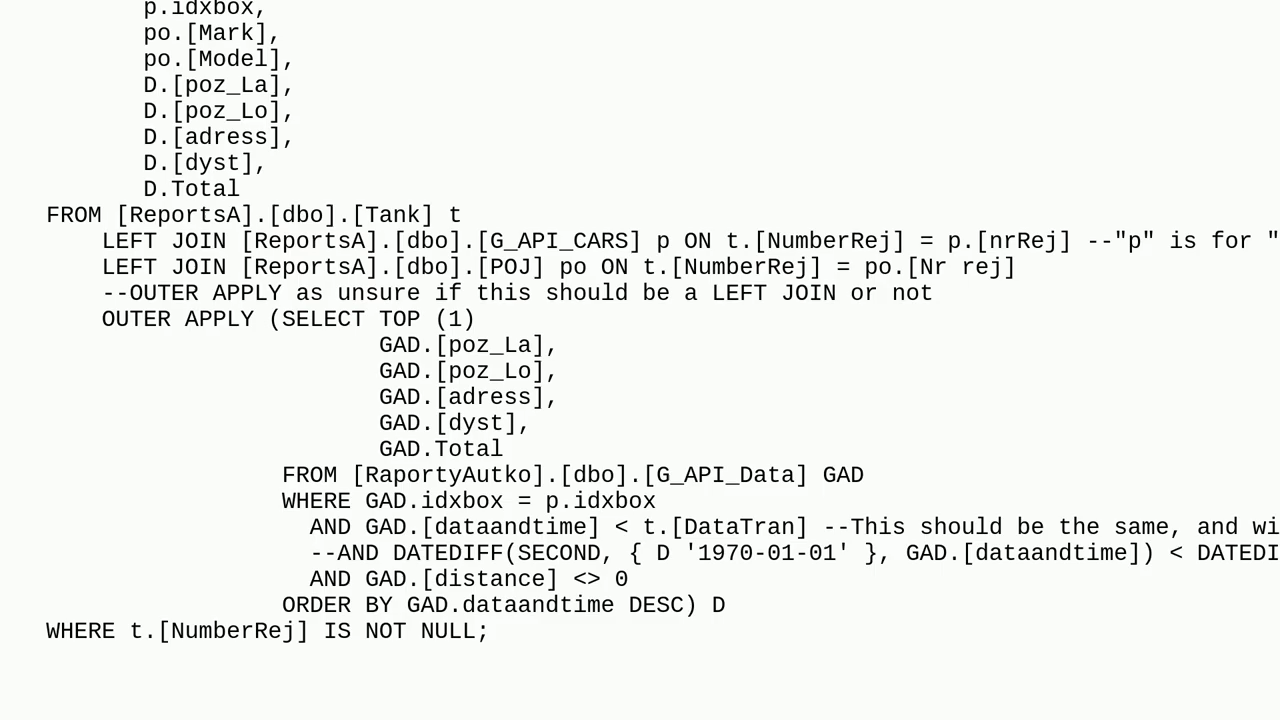 p.idxbox,
po.[Mark],
po.[Model],
D.[poz_La],
D.[poz_Lo],
D.[adress],
D.[dyst],
D.Total
FROM [ReportsA].[dbo].[Tank] t
LEFT JOIN [ReportsA].[dbo].[G_API_CARS] p ON t.[NumberRej] = p.[nrRej] --"p" is for "
LEFT JOIN [ReportsA].[dbo].[POJ] po ON t.[NumberRej] = po.[Nr rej]
--OUTER APPLY as unsure if this should be a LEFT JOIN or not
OUTER APPLY (SELECT TOP (1)
GAD.[poz_La],
GAD.[poz_Lo],
GAD.[adress],
GAD.[dyst],
GAD.Total
FROM [RaportyAutko].[dbo].[G_API_Data] GAD
WHERE GAD.idxbox = p.idxbox
AND GAD.[dataandtime] < t.[DataTran] --This should be the same, and wi
--AND DATEDIFF(SECOND, { D '1970-01-01' }, GAD.[dataandtime]) < DATEDI
AND GAD.[distance] <> 0
ORDER BY GAD.dataandtime DESC) D
WHERE t.[NumberRej] IS NOT NULL;